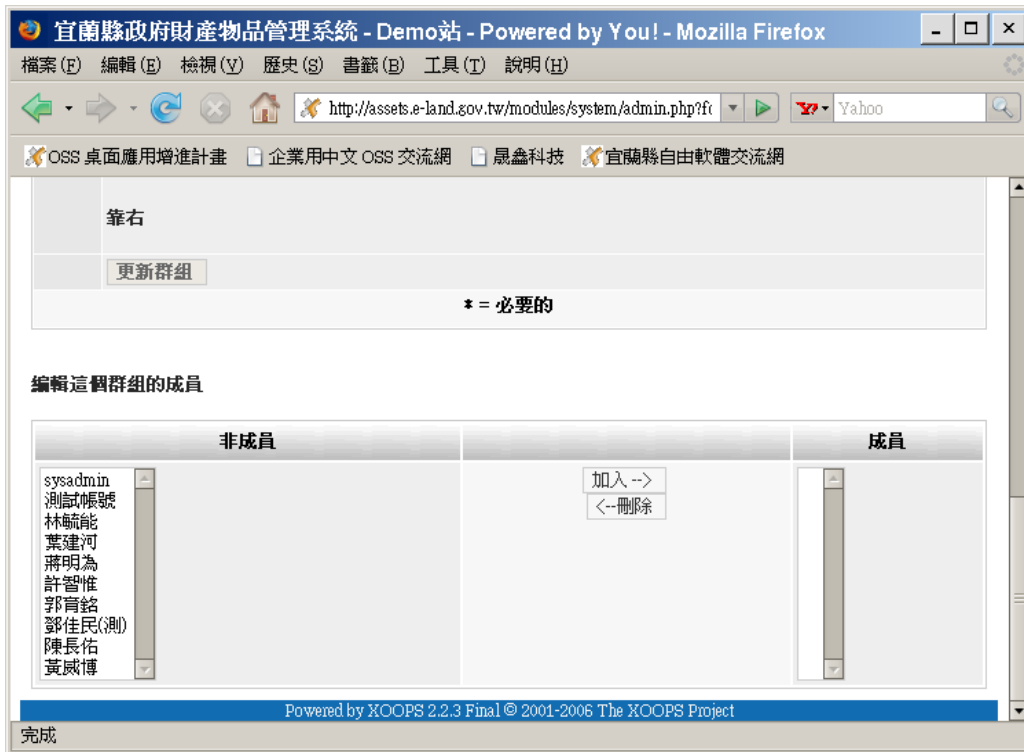 宜蘭縣政府財產物品管理系統 - Demo站 - Powered by You! - Mozilla Firefox
檔案(F) 編輯(E) 檢視(V) 歷史(S) 書籤(B) 工具(T) 說明(H)
http://assets.e-land.gov.tw/modules/system/admin.php?f Yahoo
OSS 桌面應用增進計畫 企業用中文 OSS 交流網 晟鑫科技 宜蘭縣自由軟體交流網
靠右
更新群組
* = 必要的
編輯這個群組的成員
非成員 成員
sysadmin 加入 -->
測試帳號 <--刪除
林毓能
葉建河
蔣明為
許智惟
郭育銘
鄧佳民(測)
陳長佑
黃威博
Powered by XOOPS 2.2.3 Final © 2001-2006 The XOOPS Project
完成